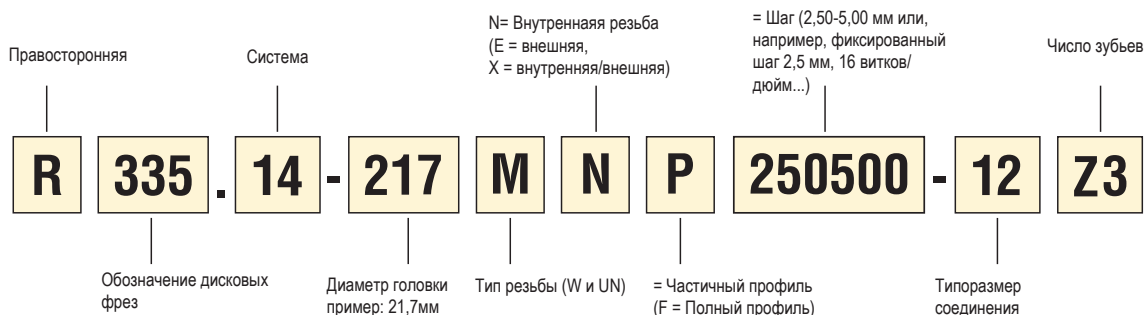 Правосторонняя
Система
N= Внутреннаяя резьба
(E = внешняя,
X = внутренняя/внешняя)
= Шаг (2,50-5,00 мм или,
например, фиксированный
шаг 2,5 мм, 16 витков/
дюйм...)
Число зубьев
R 335 . 14 - 217 M N P 250500 - 12 Z3
Обозначение дисковых
фрез
Диаметр головки
пример: 21,7мм
Тип резьбы (W и UN)
= Частичный профиль
(F = Полный профиль)
Типоразмер
соединения